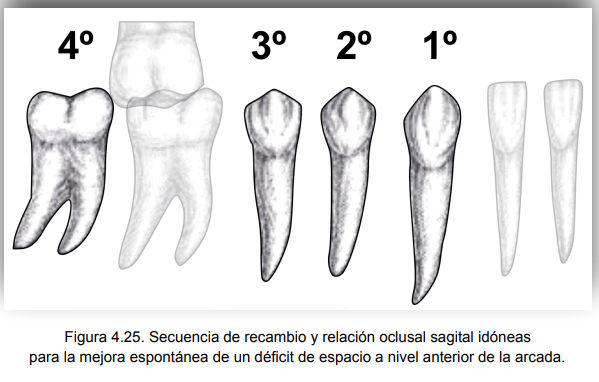 4º 3º 2º 1º
Figura 4.25. Secuencia de recambio y relación oclusal sagital idóneas
para la mejora espontánea de un déficit de espacio a nivel anterior de la arcada.